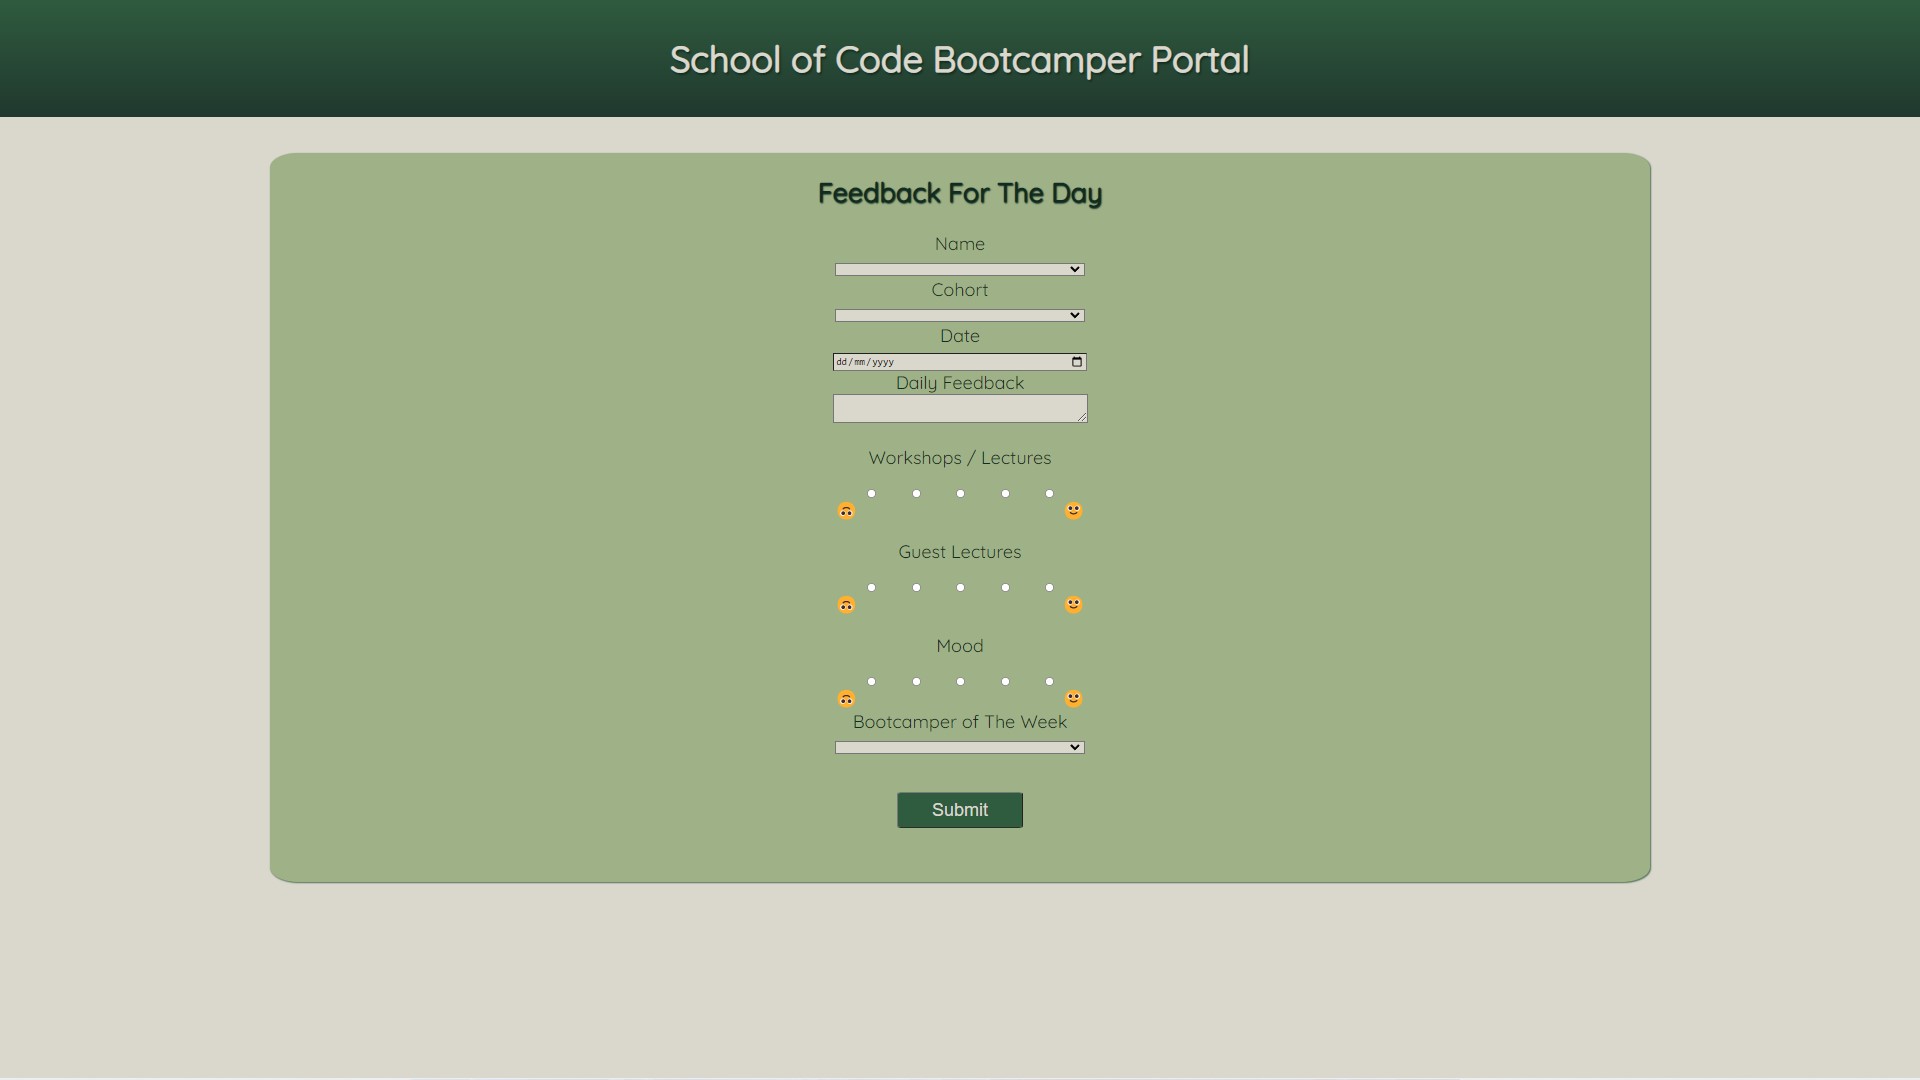 School of Code Bootcamper Portal
Feedback For The Day
Name
Cohort
Date
dd/mm/yyyy
Daily Feedback
Workshops / Lectures
Guest Lectures
Mood
Bootcamper of The Week
Submit